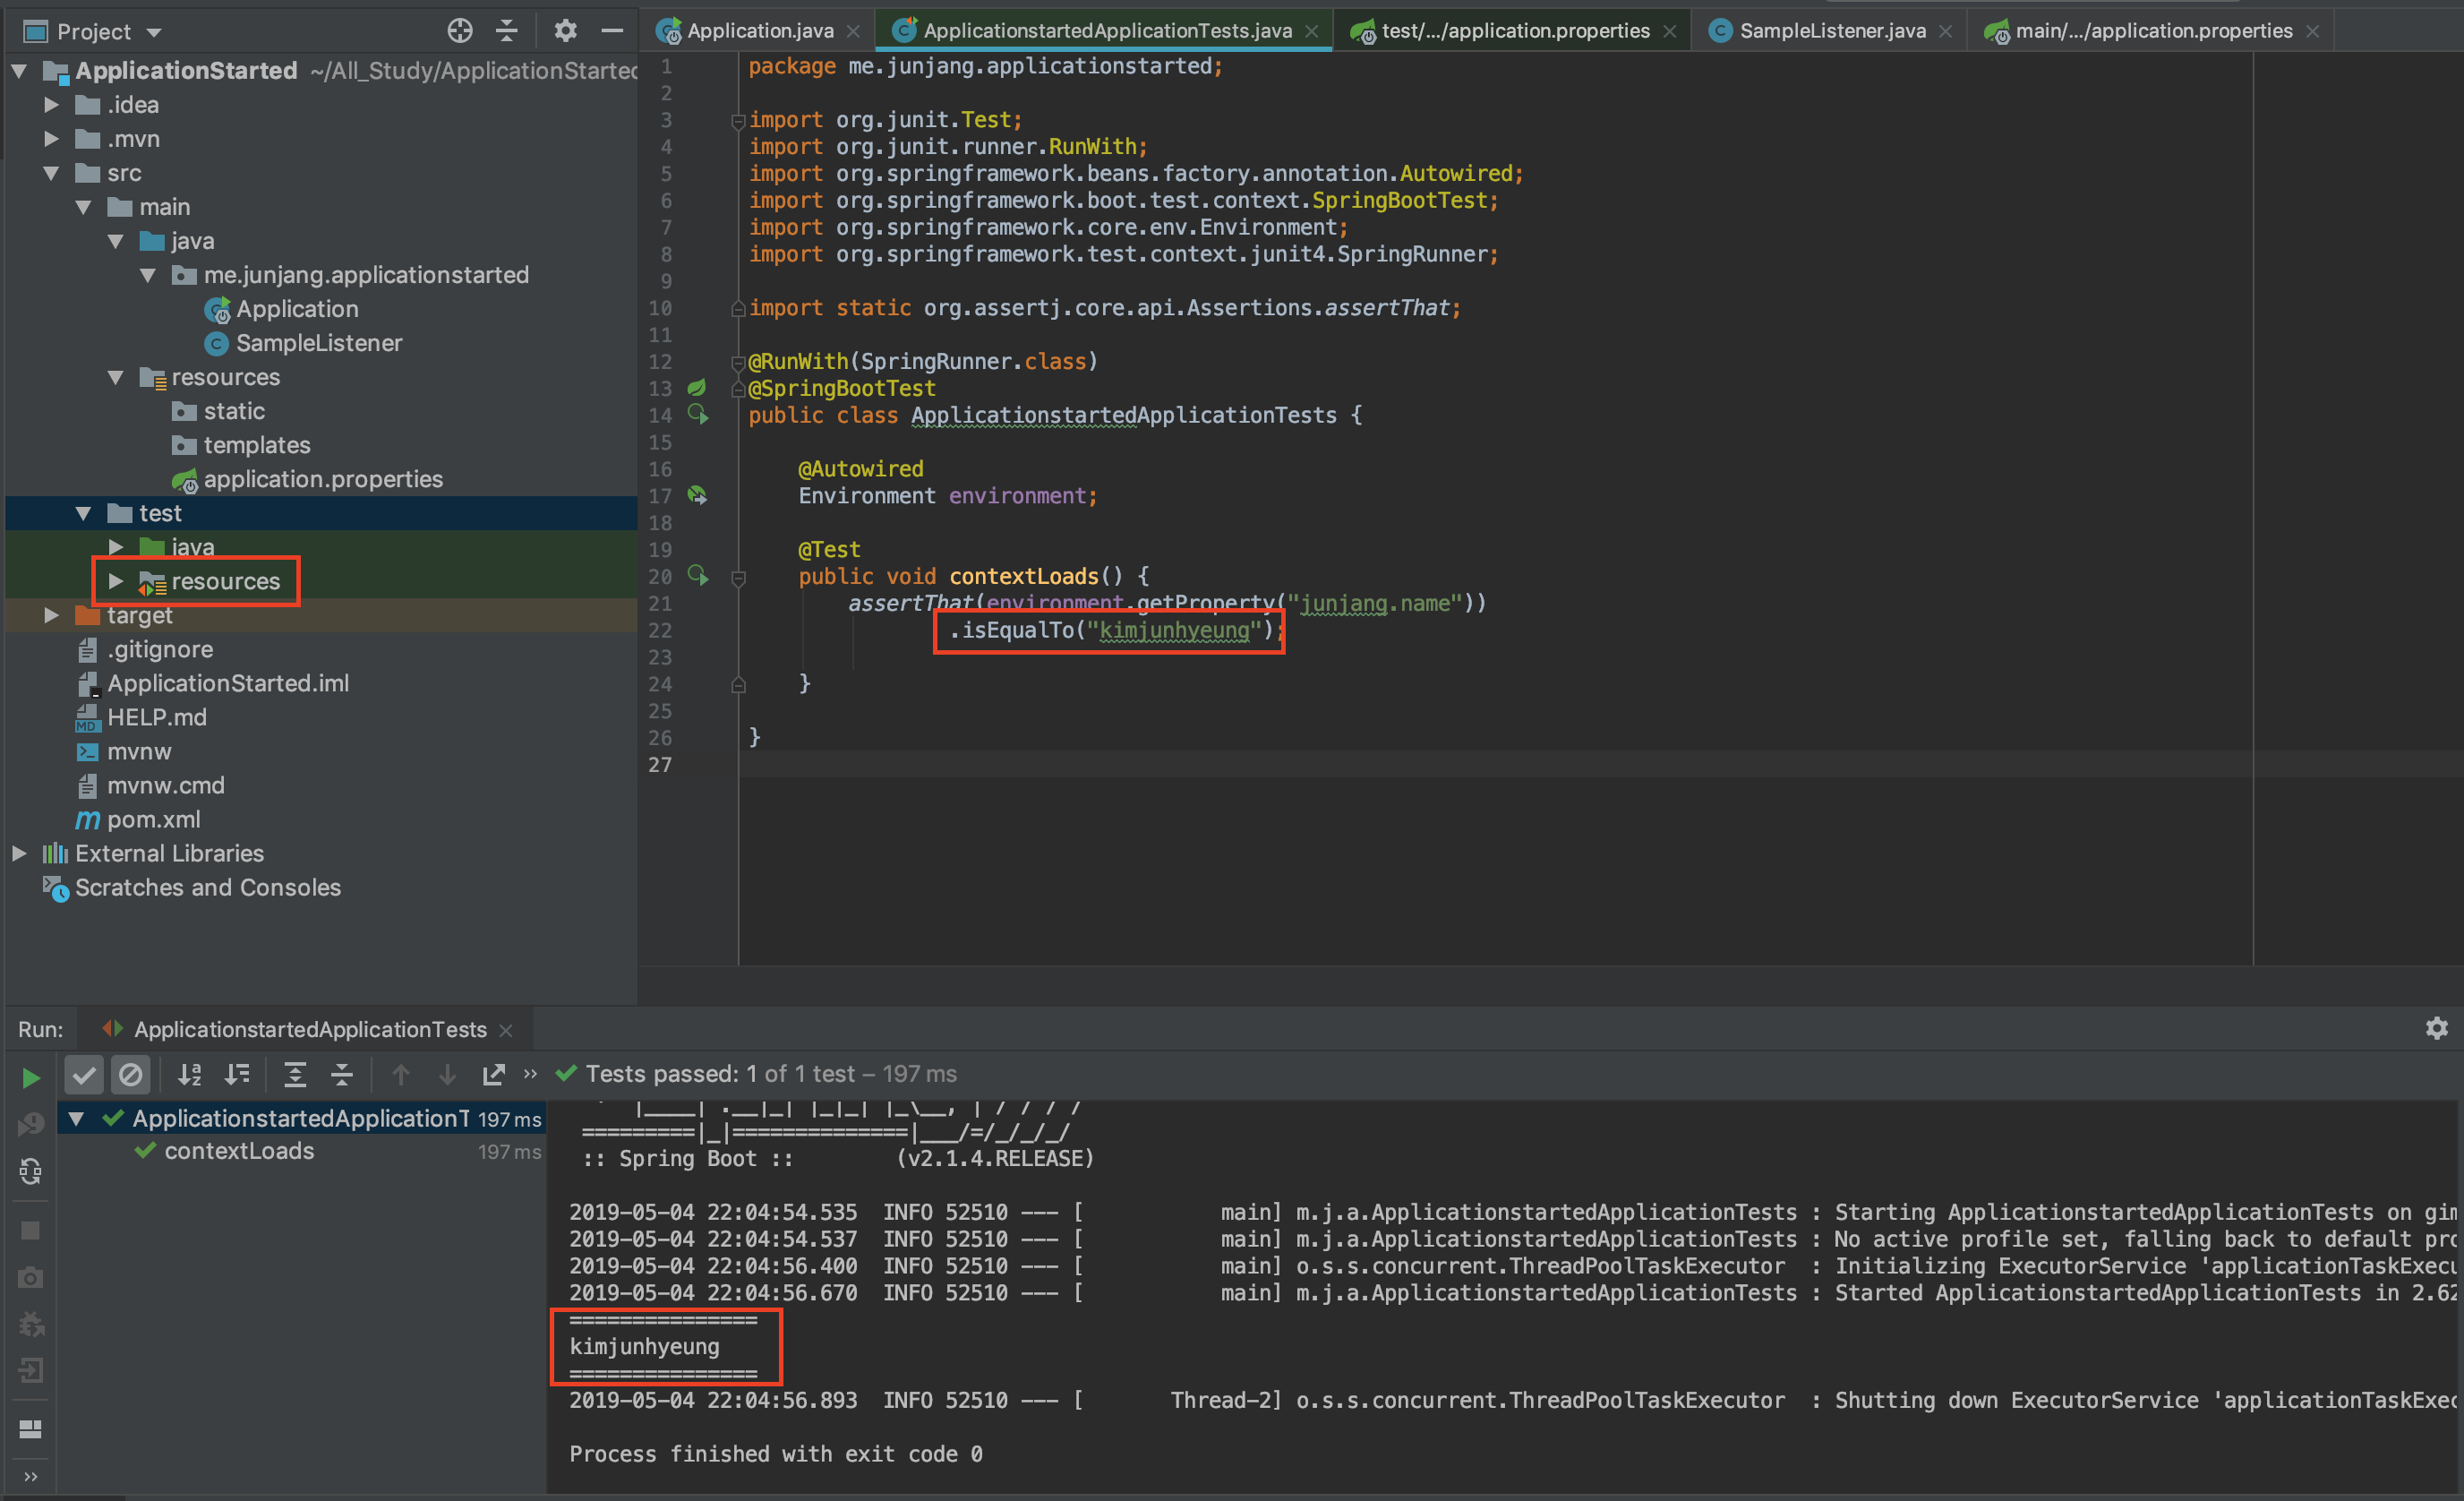 Project
Application.java
ApplicationstartedApplicationTests.java
test/.../application.properties
SampleListener.java
main/.../application.properties
ApplicationStarted ~/All_Study/ApplicationStarted
.idea
.mvn
src
main
java
me.junjang.applicationstarted
Application
SampleListener
resources
static
templates
application.properties
test
java
resources
target
.gitignore
ApplicationStarted.iml
HELP.md
mvnw
mvnw.cmd
pom.xml
External Libraries
Scratches and Consoles
1 package me.junjang.applicationstarted;
2
3 import org.junit.Test;
4 import org.junit.runner.RunWith;
5 import org.springframework.beans.factory.annotation.Autowired;
6 import org.springframework.boot.test.context.SpringBootTest;
7 import org.springframework.core.env.Environment;
8 import org.springframework.test.context.junit4.SpringRunner;
9
10 import static org.assertj.core.api.Assertions.assertThat;
11
12 @RunWith(SpringRunner.class)
13 @SpringBootTest
14 public class ApplicationstartedApplicationTests {
15
16 @Autowired
17 Environment environment;
18
19 @Test
20 public void contextLoads() {
21 assertThat(environment.getProperty("junjang.name"))
22 .isEqualTo("kimjunhyeung");
23
24 }
25
26 }
27
Run: ApplicationstartedApplicationTests
Tests passed: 1 of 1 test – 197 ms
ApplicationstartedApplicationT 197 ms
contextLoads 197 ms
=========|_|==============|___/=/_/_/_/
:: Spring Boot :: (v2.1.4.RELEASE)
2019-05-04 22:04:54.535 INFO 52510 --- [ main] m.j.a.ApplicationstartedApplicationTests : Starting ApplicationstartedApplicationTests on gim
2019-05-04 22:04:54.537 INFO 52510 --- [ main] m.j.a.ApplicationstartedApplicationTests : No active profile set, falling back to default pro
2019-05-04 22:04:56.400 INFO 52510 --- [ main] o.s.s.concurrent.ThreadPoolTaskExecutor : Initializing ExecutorService 'applicationTaskExecu
2019-05-04 22:04:56.670 INFO 52510 --- [ main] m.j.a.ApplicationstartedApplicationTests : Started ApplicationstartedApplicationTests in 2.62
===============
kimjunhyeung
===============
2019-05-04 22:04:56.893 INFO 52510 --- [ Thread-2] o.s.s.concurrent.ThreadPoolTaskExecutor : Shutting down ExecutorService 'applicationTaskExec
Process finished with exit code 0